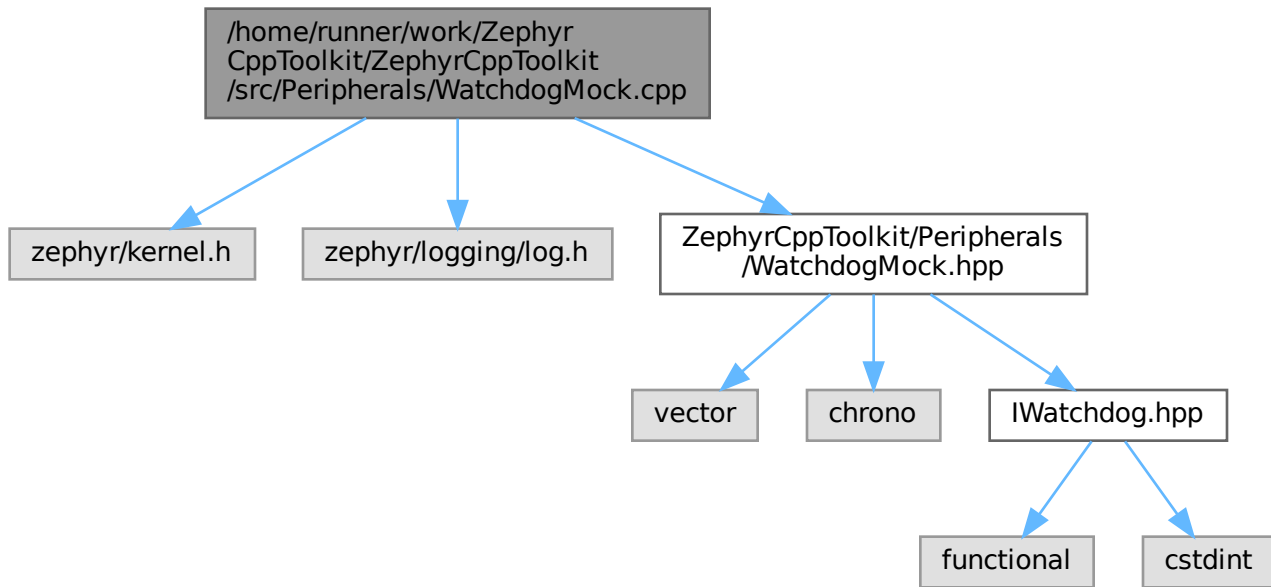 /home/runner/work/Zephyr
CppToolkit/ZephyrCppToolkit
/src/Peripherals/WatchdogMock.cpp
zephyr/kernel.h
zephyr/logging/log.h
ZephyrCppToolkit/Peripherals
/WatchdogMock.hpp
vector
chrono
IWatchdog.hpp
functional
cstdint